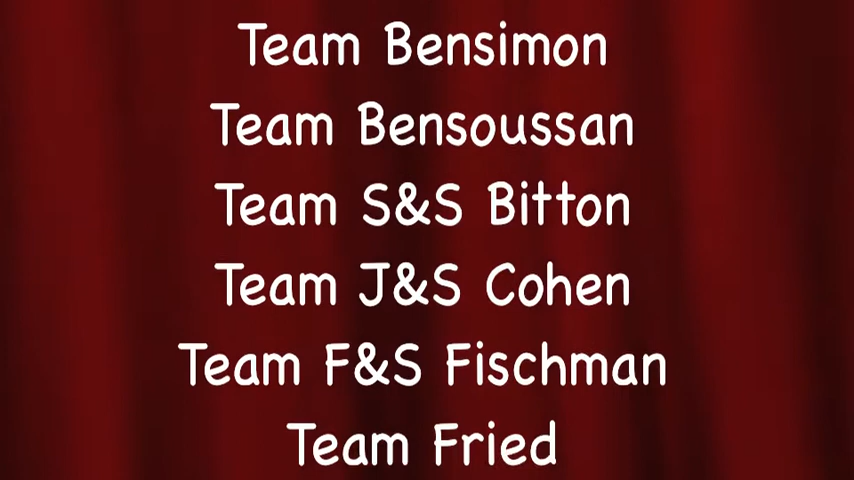 Team Bensimon
Team Bensoussan
Team S&S Bitton
Team J&S Cohen
Team F&S Fischman
Team Fried